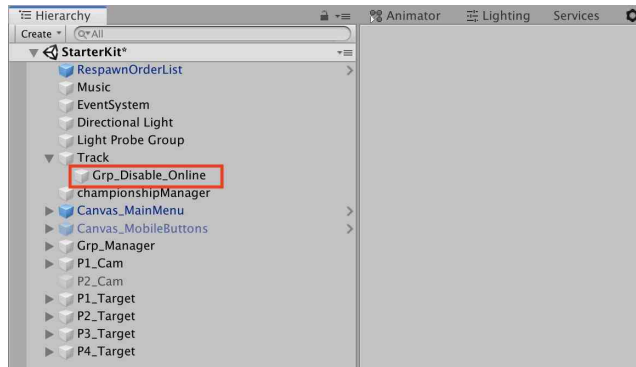 Hierarchy
Animator
Lighting
Services
Create
All
StarterKit*
RespawnOrderList
Music
EventSystem
Directional Light
Light Probe Group
Track
Grp_Disable_Online
championshipManager
Canvas_MainMenu
Canvas_MobileButtons
Grp_Manager
P1_Cam
P2_Cam
P1_Target
P2_Target
P3_Target
P4_Target